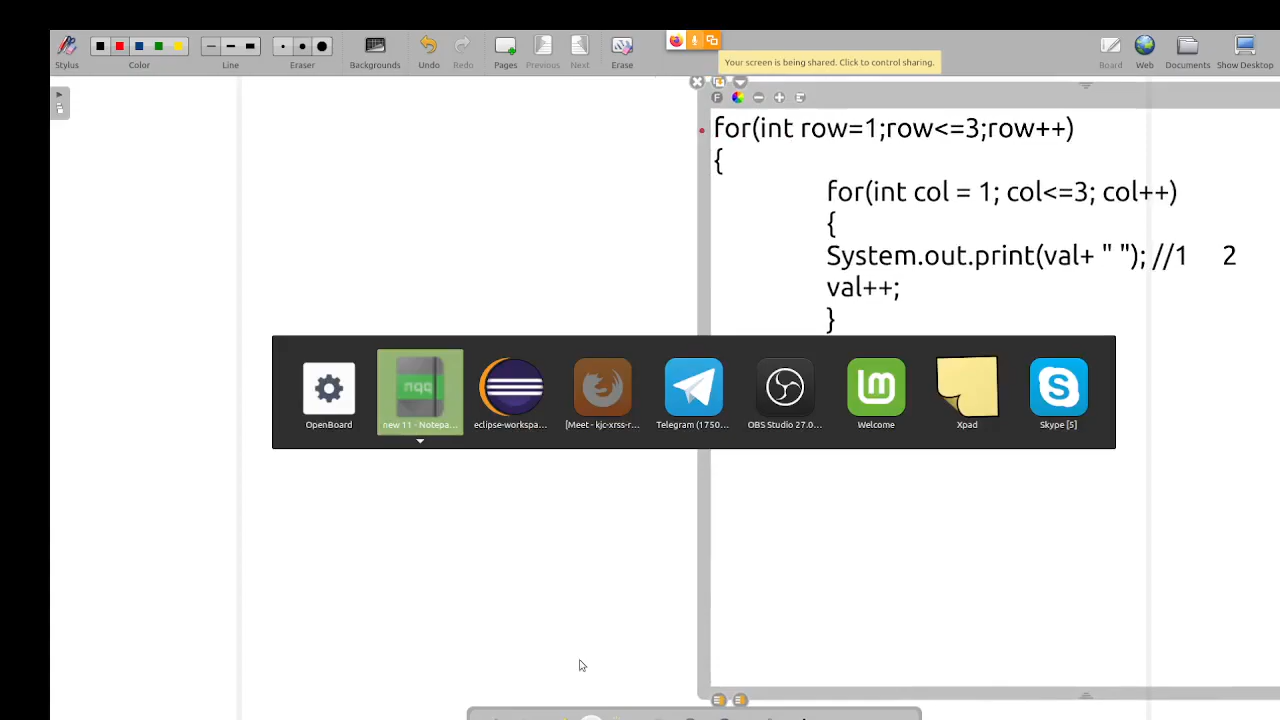 Stylus
Color
Line
Eraser
Backgrounds
Undo
Redo
Pages
Previous
Next
Erase
Your screen is being shared. Click to control sharing.
Board
Web
Documents
Show Desktop
F
for(int row=1;row<=3;row++)
{
for(int col = 1; col<=3; col++)
{
System.out.print(val+ " "); //1 2
val++;
}
nqq
OpenBoard
new 11 - Notepa...
eclipse-workspa...
[Meet - kjc-xrss-r...
Telegram (1750...
OBS Studio 27.0...
Welcome
Xpad
Skype [5]